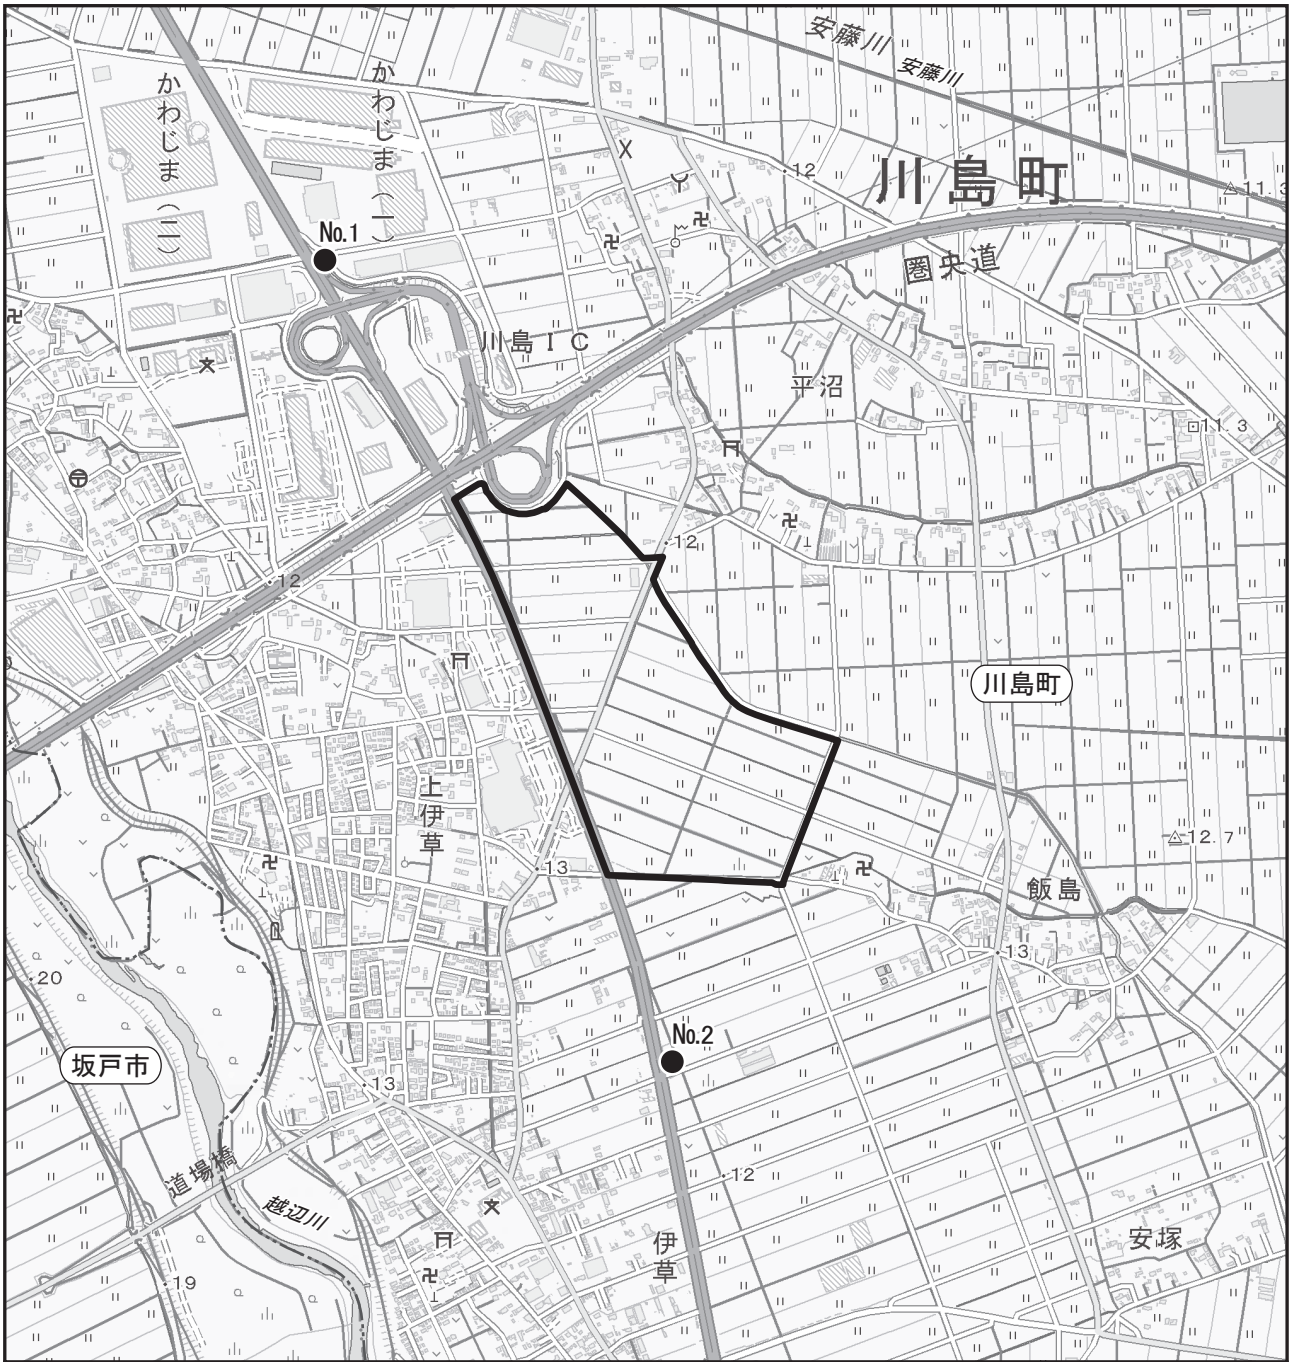 安藤川
安藤川
かわじま（二）
かわじま（一）
12
川島町
11.3
No.1
圏央道
川島ＩＣ
平沼
11.3
12
12
川島町
上伊草
12.7
13
飯島
13
20
No.2
坂戸市
13
道場橋
12
越辺川
伊草
安塚
19